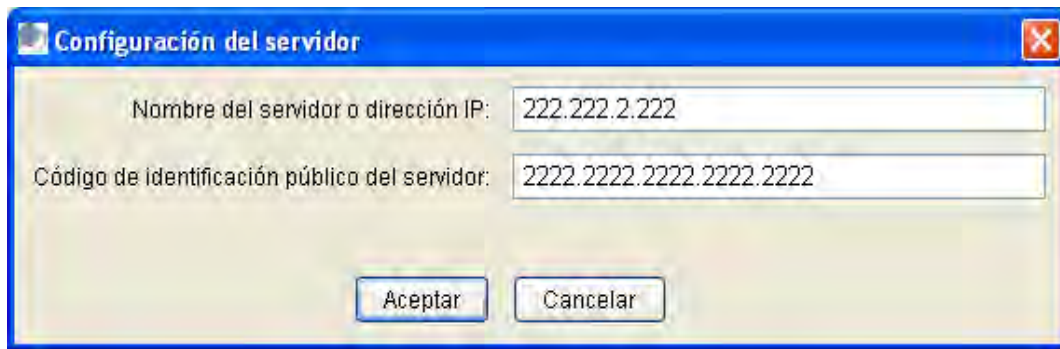 Configuración del servidor
Nombre del servidor o dirección IP: 222.222.2.222
Código de identificación público del servidor: 2222.2222.2222.2222.2222
Aceptar Cancelar